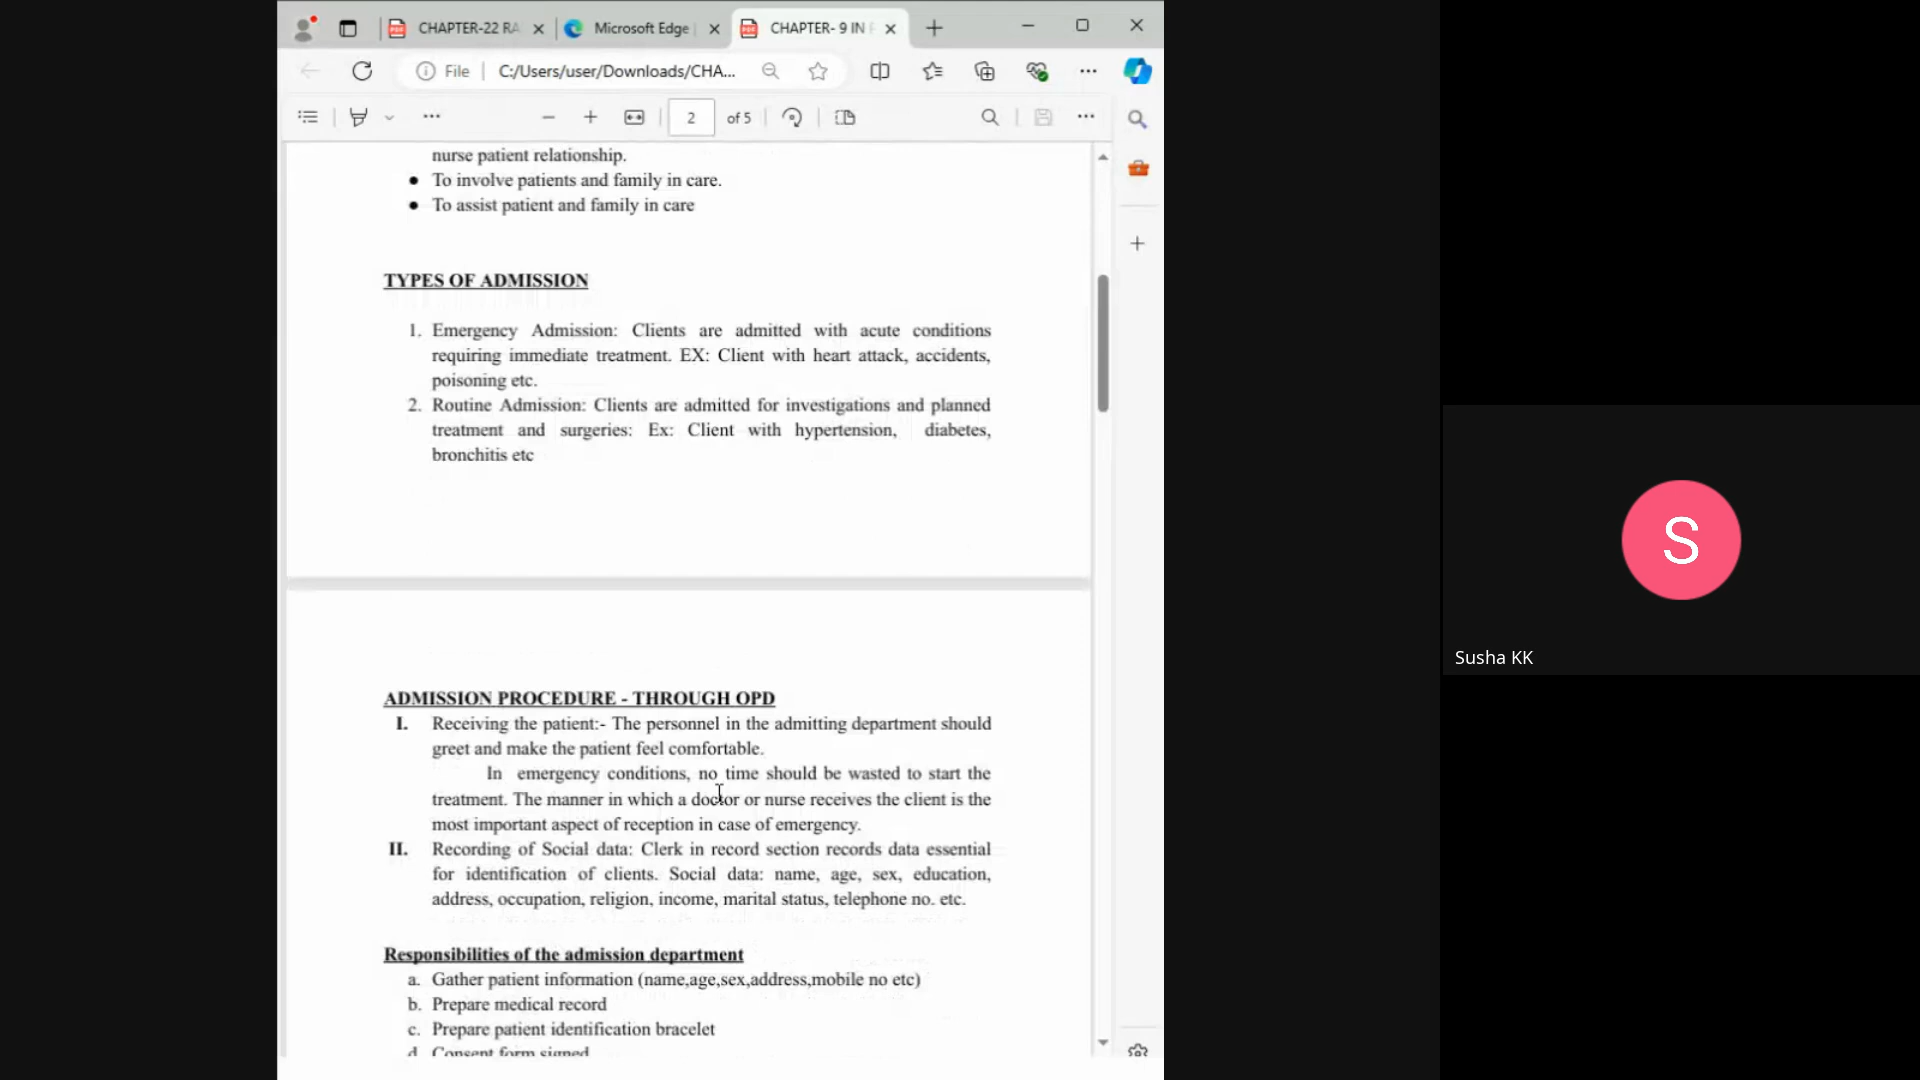 CHAPTER-22 RA
Microsoft Edge
CHAPTER- 9 IN
File
C:/Users/user/Downloads/CHA...
2
of 5
nurse patient relationship.
● To involve patients and family in care.
● To assist patient and family in care
TYPES OF ADMISSION
1. Emergency Admission: Clients are admitted with acute conditions
requiring immediate treatment. EX: Client with heart attack, accidents,
poisoning etc.
2. Routine Admission: Clients are admitted for investigations and planned
treatment and surgeries: Ex: Client with hypertension, diabetes,
bronchitis etc
ADMISSION PROCEDURE - THROUGH OPD
I. Receiving the patient:- The personnel in the admitting department should
greet and make the patient feel comfortable.
In emergency conditions, no time should be wasted to start the
treatment. The manner in which a doctor or nurse receives the client is the
most important aspect of reception in case of emergency.
II. Recording of Social data: Clerk in record section records data essential
for identification of clients. Social data: name, age, sex, education,
address, occupation, religion, income, marital status, telephone no. etc.
Responsibilities of the admission department
a. Gather patient information (name,age,sex,address,mobile no etc)
b. Prepare medical record
c. Prepare patient identification bracelet
d. Consent form signed
S
Susha KK